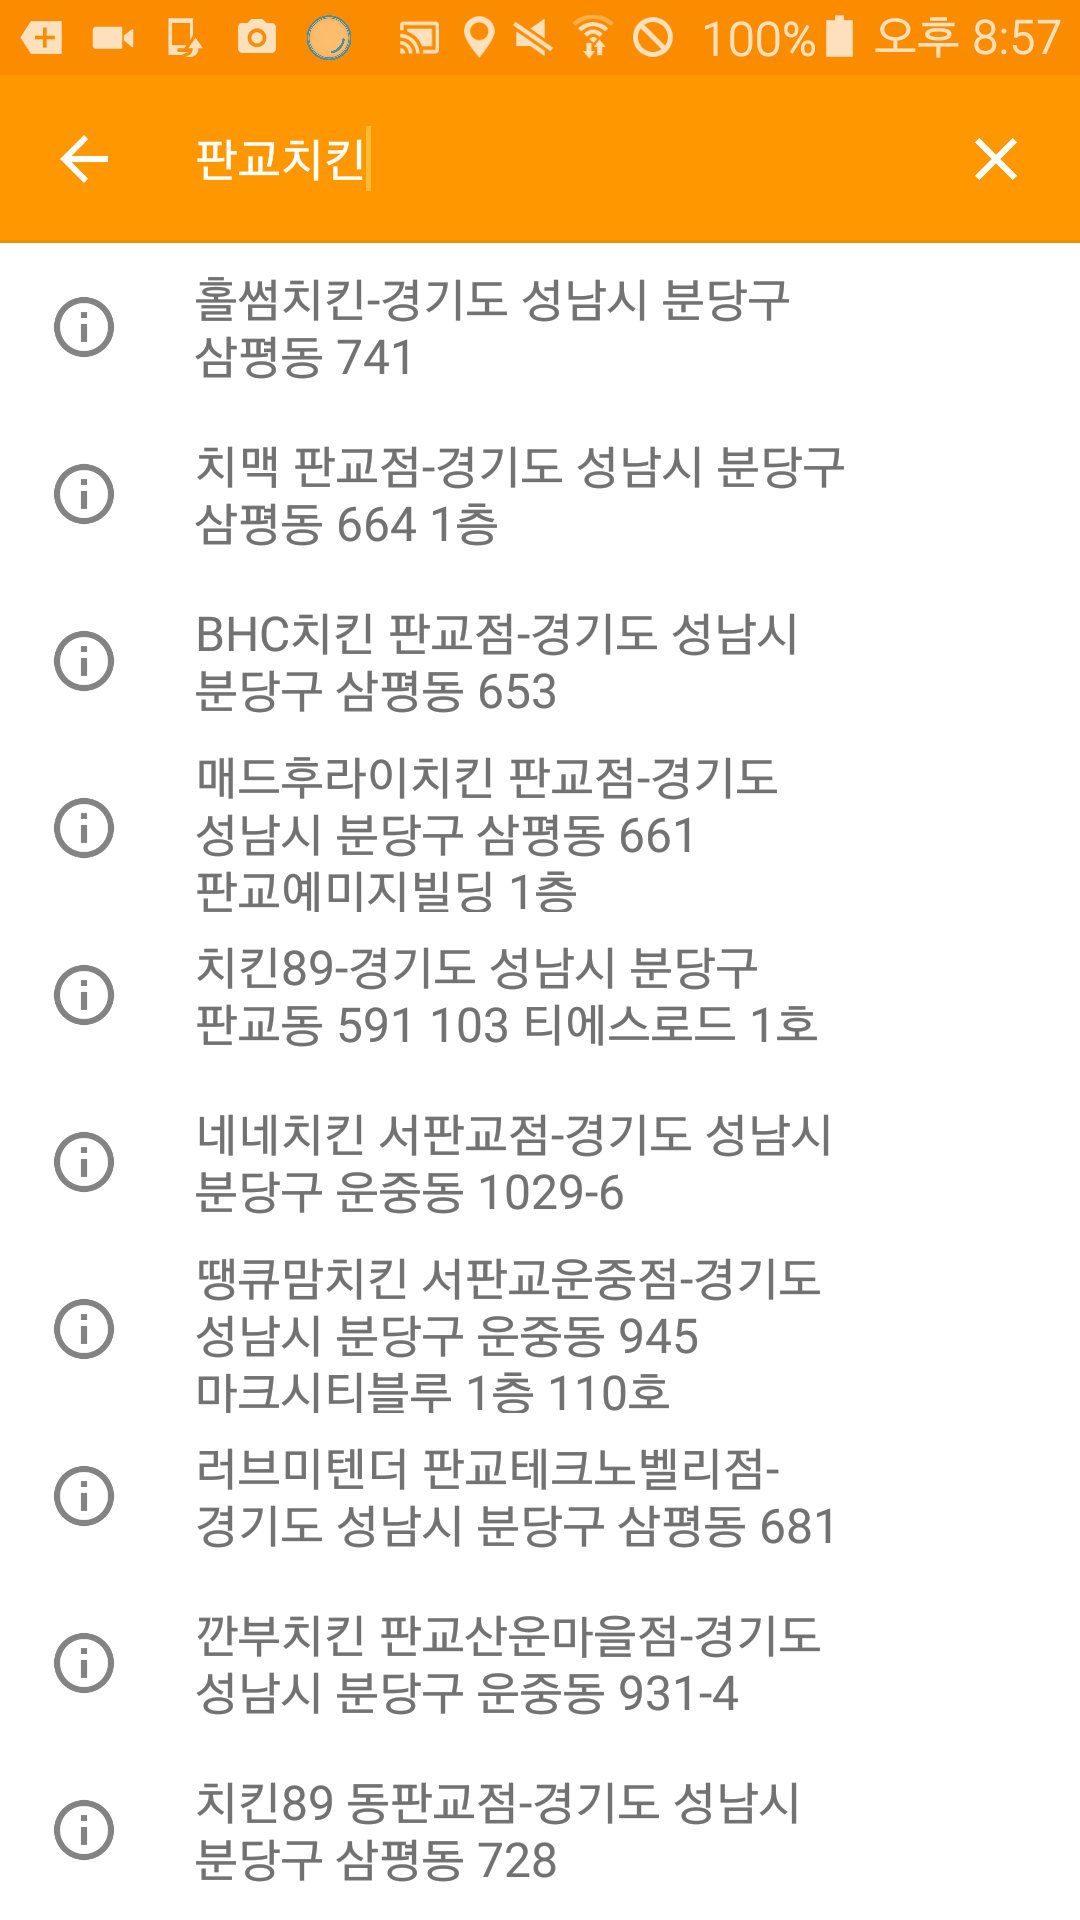 100% 오후 8:57
판교치킨
홀썸치킨-경기도 성남시 분당구
삼평동 741
치맥 판교점-경기도 성남시 분당구
삼평동 664 1층
BHC치킨 판교점-경기도 성남시
분당구 삼평동 653
매드후라이치킨 판교점-경기도
성남시 분당구 삼평동 661
판교예미지빌딩 1층
치킨89-경기도 성남시 분당구
판교동 591 103 티에스로드 1호
네네치킨 서판교점-경기도 성남시
분당구 운중동 1029-6
땡큐맘치킨 서판교운중점-경기도
성남시 분당구 운중동 945
마크시티블루 1층 110호
러브미텐더 판교테크노벨리점-
경기도 성남시 분당구 삼평동 681
깐부치킨 판교산운마을점-경기도
성남시 분당구 운중동 931-4
치킨89 동판교점-경기도 성남시
분당구 삼평동 728